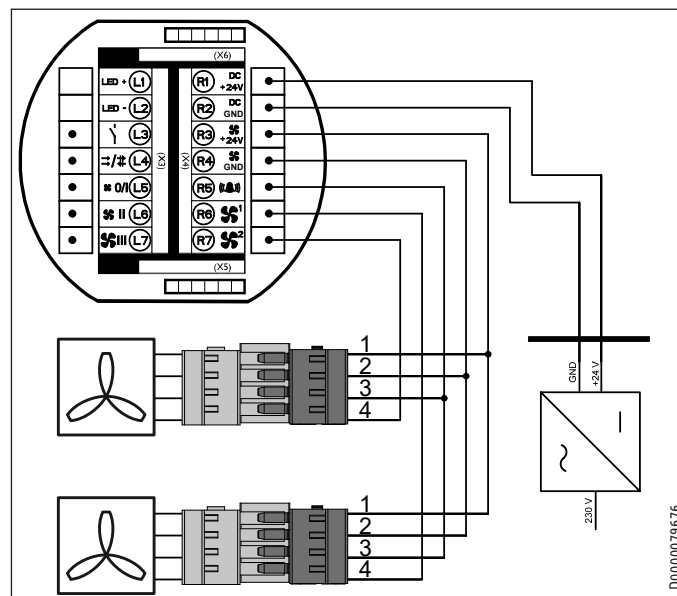 (X6)
LED + L1
R1 DC +24V
LED - L2
R2 DC GND
L3
R3 +24V
L4
R4 GND
0/I L5
R5
II L6
R6 1
III L7
R7 2
(X3)
(X4)
(X5)
1
2
3
4
1
2
3
4
GND
+24 V
230 V
D0000079676